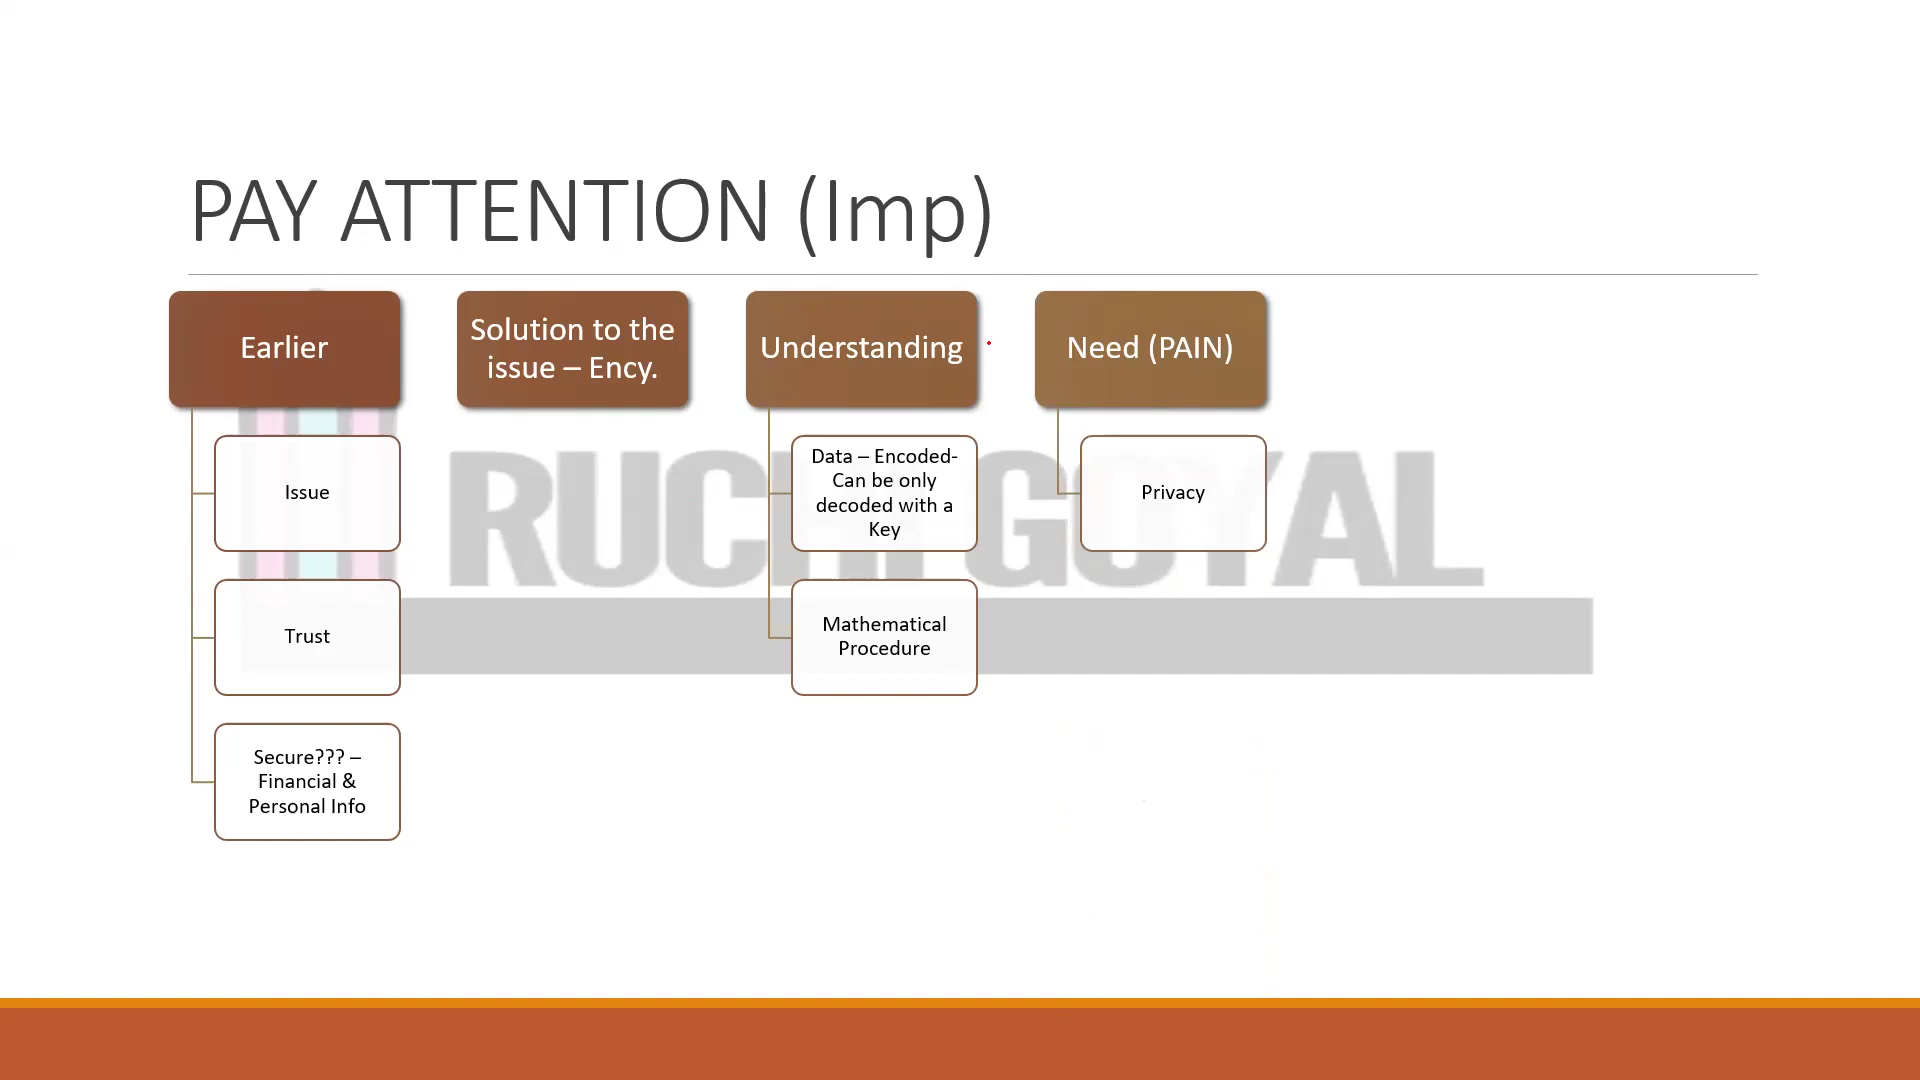 PAY ATTENTION (Imp)
Earlier
Issue
Trust
Secure??? –
Financial &
Personal Info
Solution to the
issue – Ency.
Understanding
Data – Encoded-
Can be only
decoded with a
Key
Mathematical
Procedure
Need (PAIN)
Privacy
RUCHI GOYAL